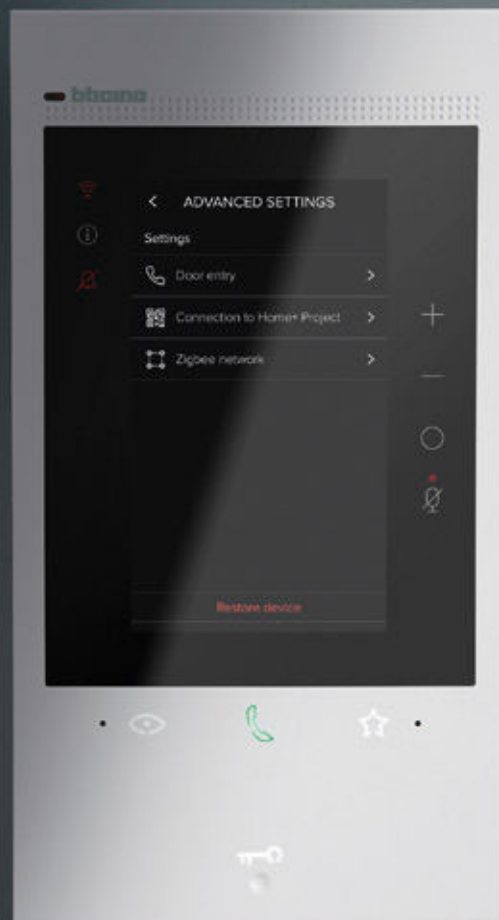 bticino
ADVANCED SETTINGS
Settings
Door entry
Connection to Home+ Project
Zigbee network
Restore device